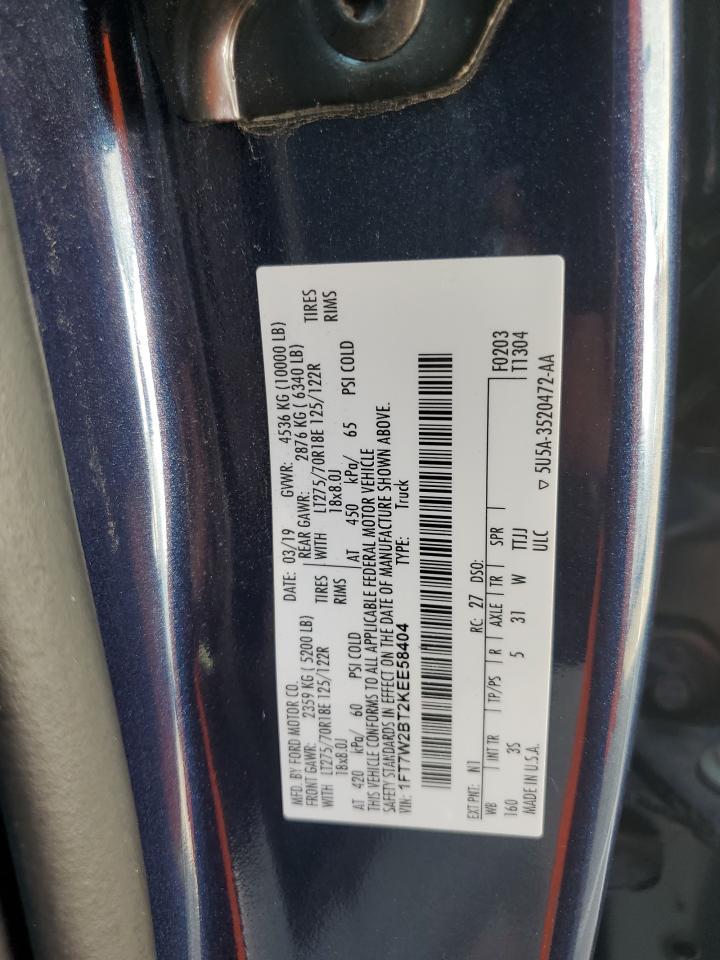 MFD. BY FORD MOTOR CO.
DATE: 03/19 GVWR: 4536 KG (10000 LB)
FRONT GAWR: 2359 KG ( 5200 LB) REAR GAWR: 2876 KG ( 6340 LB)
WITH LT275/70R18E 125/122R TIRES WITH LT275/70R18E 125/122R TIRES
18x8.0J RIMS 18x8.0J RIMS
AT 420 kPa/ 60 PSI COLD AT 450 kPa/ 65 PSI COLD
THIS VEHICLE CONFORMS TO ALL APPLICABLE FEDERAL MOTOR VEHICLE
SAFETY STANDARDS IN EFFECT ON THE DATE OF MANUFACTURE SHOWN ABOVE.
VIN: 1FT7W2BT2KEE58404 TYPE: Truck
EXT PNT: N1 RC: 27 DSO: F0203
WB INT TR TP/PS R AXLE TR SPR T1304
160 3S 5 31 W TTJJ
MADE IN U.S.A. ULC ▽ 5U5A-3520472-AA